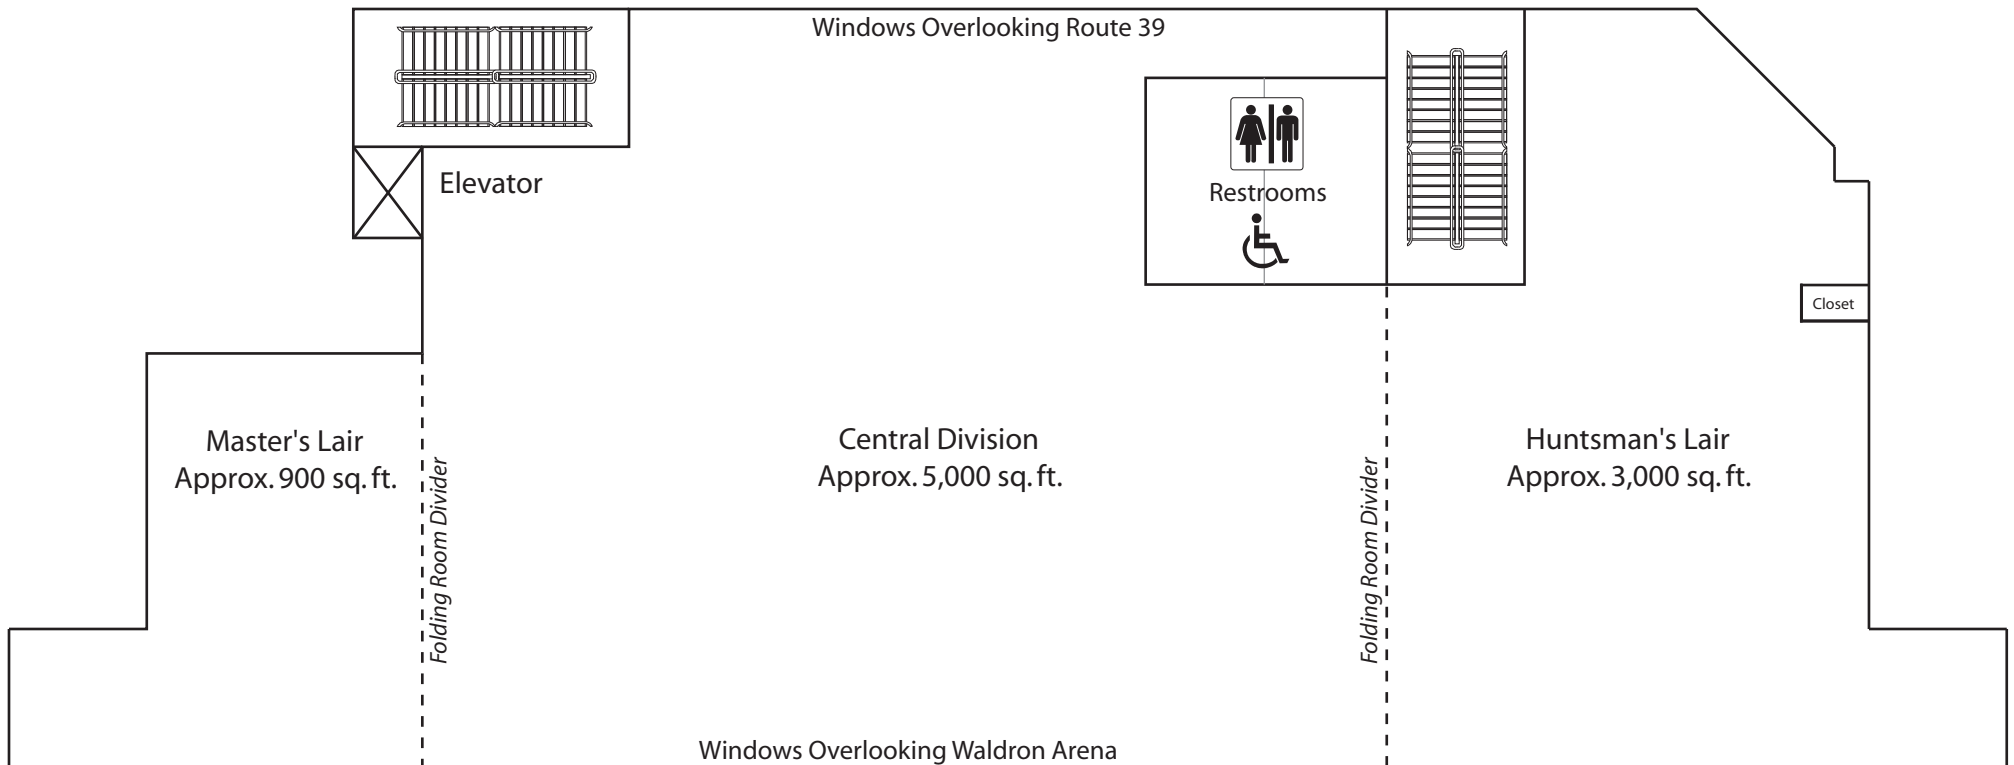 Windows Overlooking Route 39
Elevator
Restrooms
Closet
Master's Lair
Approx. 900 sq. ft.
Folding Room Divider
Central Division
Approx. 5,000 sq. ft.
Folding Room Divider
Huntsman's Lair
Approx. 3,000 sq. ft.
Windows Overlooking Waldron Arena